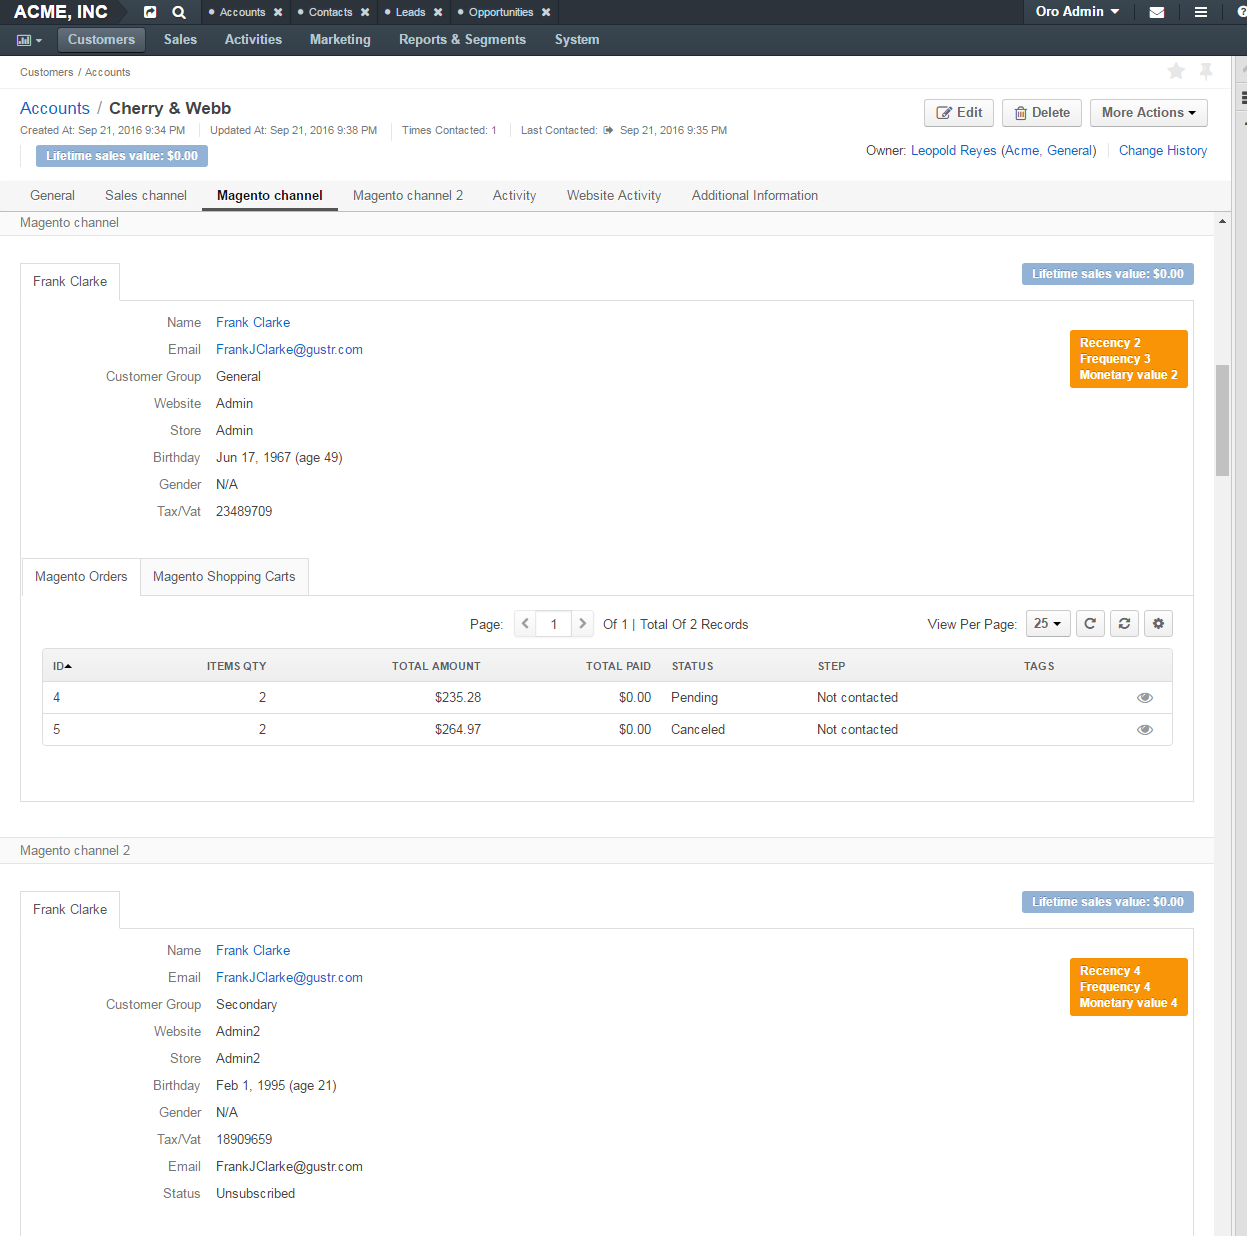 ACME, INC
Accounts Contacts Leads Opportunities
Oro Admin
Customers Sales Activities Marketing Reports & Segments System
Customers / Accounts
Accounts / Cherry & Webb
Edit Delete More Actions
Created At: Sep 21, 2016 9:34 PM Updated At: Sep 21, 2016 9:38 PM Times Contacted: 1 Last Contacted: Sep 21, 2016 9:35 PM
Lifetime sales value: $0.00
Owner: Leopold Reyes (Acme, General) Change History
General Sales channel Magento channel Magento channel 2 Activity Website Activity Additional Information
Magento channel
Frank Clarke
Lifetime sales value: $0.00
Name Frank Clarke
Email FrankJClarke@gustr.com
Customer Group General
Website Admin
Store Admin
Birthday Jun 17, 1967 (age 49)
Gender N/A
Tax/Vat 23489709
Recency 2
Frequency 3
Monetary value 2
Magento Orders Magento Shopping Carts
Page: 1 Of 1 | Total Of 2 Records View Per Page: 25
ID ITEMS QTY TOTAL AMOUNT TOTAL PAID STATUS STEP TAGS
4 2 $235.28 $0.00 Pending Not contacted
5 2 $264.97 $0.00 Canceled Not contacted
Magento channel 2
Frank Clarke
Lifetime sales value: $0.00
Name Frank Clarke
Email FrankJClarke@gustr.com
Customer Group Secondary
Website Admin2
Store Admin2
Birthday Feb 1, 1995 (age 21)
Gender N/A
Tax/Vat 18909659
Email FrankJClarke@gustr.com
Status Unsubscribed
Recency 4
Frequency 4
Monetary value 4